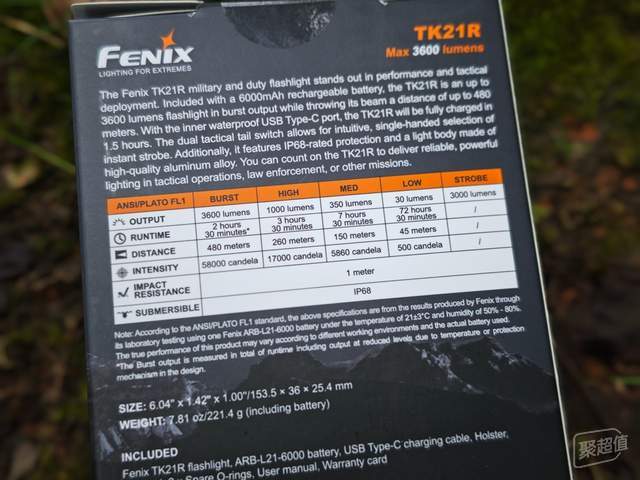 FENIX
LIGHTING FOR EXTREMES
TK21R
Max 3600 lumens
The Fenix TK21R military and duty flashlight stands out in performance and tactical
deployment. Included with a 6000mAh rechargeable battery, the TK21R is an up to
3600 lumens flashlight in burst output while throwing its beam a distance of up to 480
meters. With the inner waterproof USB Type-C port, the TK21R will be fully charged in
1.5 hours. The dual tactical tail switch allows for intuitive, single-handed selection of
instant strobe. Additionally, it features IP68-rated protection and a light body made of
high-quality aluminum alloy. You can count on the TK21R to deliver reliable, powerful
lighting in tactical operations, law enforcement, or other missions.
ANSI/PLATO FL1 BURST HIGH MED LOW STROBE
OUTPUT 3600 lumens 1000 lumens 350 lumens 30 lumens 3000 lumens
RUNTIME 2 hours 30 minutes* 3 hours 30 minutes 7 hours 30 minutes 72 hours 30 minutes /
DISTANCE 480 meters 260 meters 150 meters 45 meters /
INTENSITY 58000 candela 17000 candela 5860 candela 500 candela /
IMPACT RESISTANCE 1 meter
SUBMERSIBLE IP68
Note: According to the ANSI/PLATO FL1 standard, the above specifications are from the results produced by Fenix through
its laboratory testing using one Fenix ARB-L21-6000 battery under the temperature of 21±3°C and humidity of 50% - 80%.
The true performance of this product may vary according to different working environments and the actual battery used.
*The Burst output is measured in total of runtime including output at reduced levels due to temperature or protection
mechanism in the design.
SIZE: 6.04" x 1.42" x 1.00"/153.5 × 36 × 25.4 mm
WEIGHT: 7.81 oz/221.4 g (including battery)
INCLUDED
Fenix TK21R flashlight, ARB-L21-6000 battery, USB Type-C charging cable, Holster,
Spare O-rings, User manual, Warranty card
聚超值